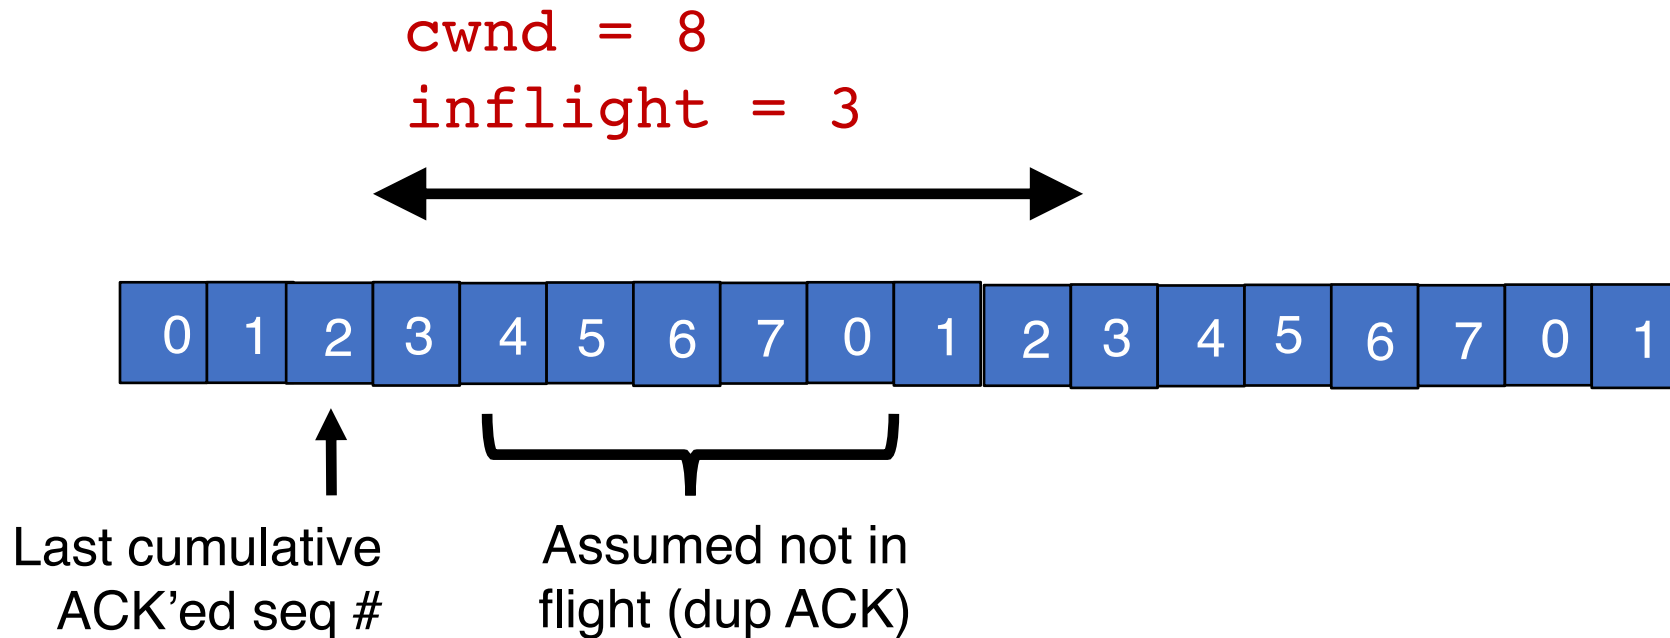 cwnd = 8
inflight = 3
0 1 2 3 4 5 6 7 0 1 2 3 4 5 6 7 0 1
Last cumulative
ACK’ed seq #
Assumed not in
flight (dup ACK)